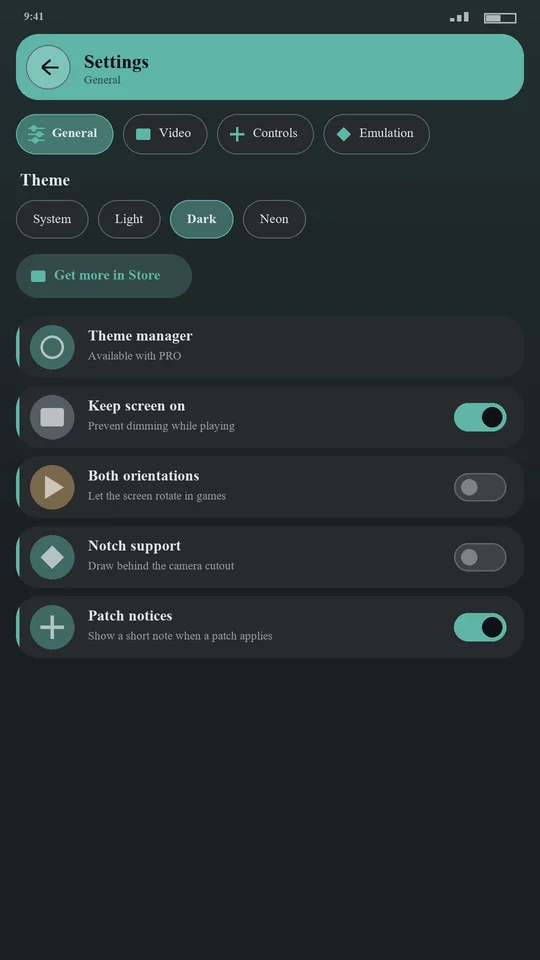 9:41
Settings
General
General
Video
Controls
Emulation
Theme
System
Light
Dark
Neon
Get more in Store
Theme manager
Available with PRO
Keep screen on
Prevent dimming while playing
Both orientations
Let the screen rotate in games
Notch support
Draw behind the camera cutout
Patch notices
Show a short note when a patch applies